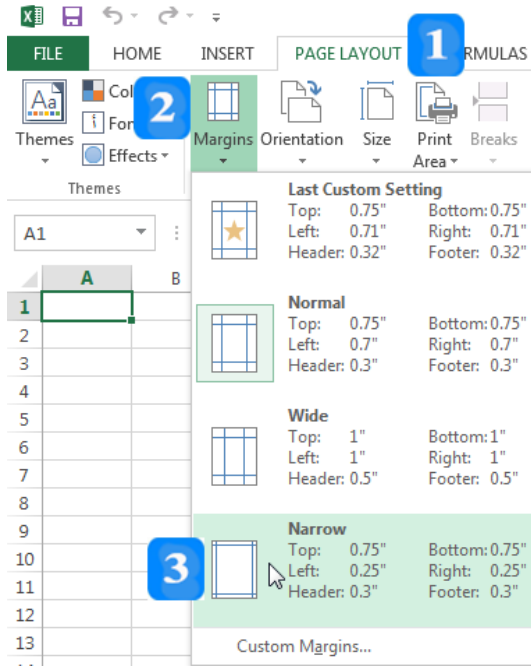 FILE HOME INSERT PAGE LAYOUT 1 RMULAS
Aa Col 2 Margins Orientation Size Print Breaks
Themes Fon Area
Effects
Themes
A1
A B
Last Custom Setting
Top: 0.75" Bottom: 0.75"
Left: 0.71" Right: 0.71"
Header: 0.32" Footer: 0.32"
Normal
Top: 0.75" Bottom: 0.75"
Left: 0.7" Right: 0.7"
Header: 0.3" Footer: 0.3"
Wide
Top: 1" Bottom: 1"
Left: 1" Right: 1"
Header: 0.5" Footer: 0.5"
Narrow
Top: 0.75" Bottom: 0.75"
3 Left: 0.25" Right: 0.25"
Header: 0.3" Footer: 0.3"
Custom Margins...
1
2
3
4
5
6
7
8
9
10
11
12
13